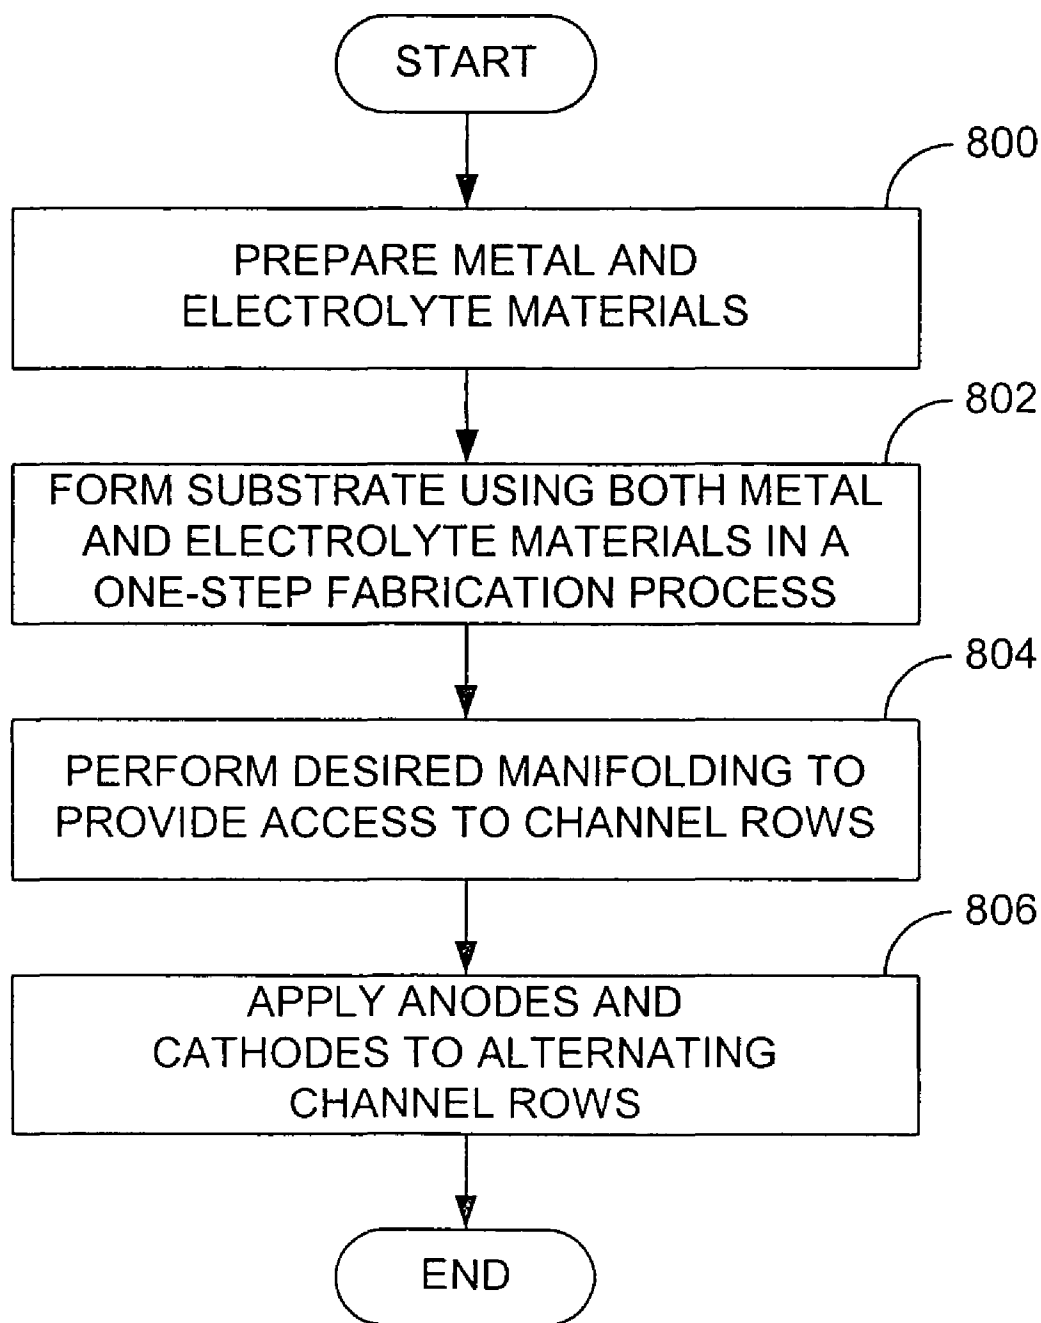 START
800
PREPARE METAL AND
ELECTROLYTE MATERIALS
802
FORM SUBSTRATE USING BOTH METAL
AND ELECTROLYTE MATERIALS IN A
ONE-STEP FABRICATION PROCESS
804
PERFORM DESIRED MANIFOLDING TO
PROVIDE ACCESS TO CHANNEL ROWS
806
APPLY ANODES AND
CATHODES TO ALTERNATING
CHANNEL ROWS
END